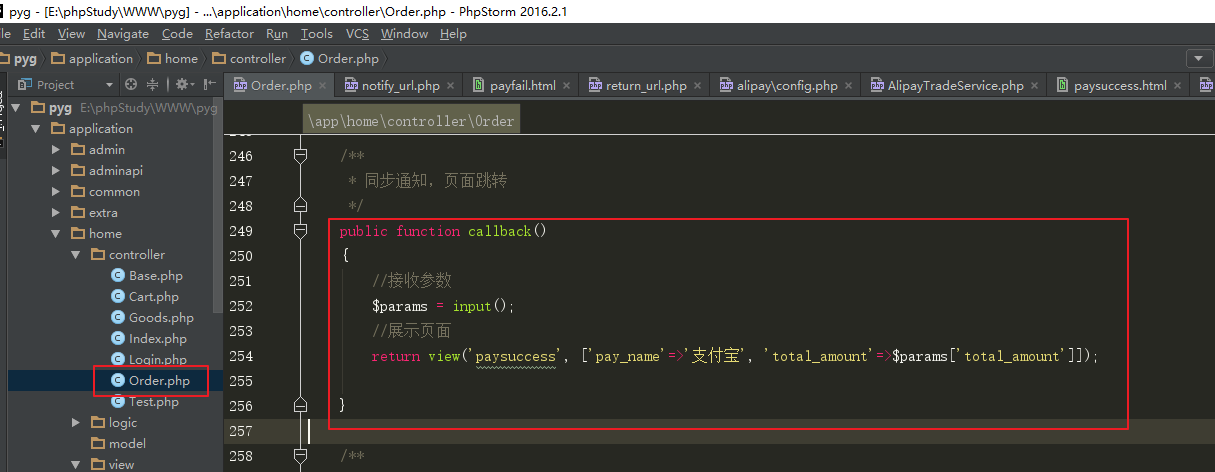 pyg - [E:\phpStudy\WWW\pyg] - ...\application\home\controller\Order.php - PhpStorm 2016.2.1
Edit View Navigate Code Refactor Run Tools VCS Window Help
pyg application home controller Order.php
Project Order.php notify_url.php payfail.html return_url.php alipay\config.php AlipayTradeService.php paysuccess.html
pyg E:\phpStudy\WWW\pyg
application
admin
adminapi
common
extra
home
controller
Base.php
Cart.php
Goods.php
Index.php
Login.php
Order.php
Test.php
logic
model
view
\app\home\controller\Order
246 /**
247 * 同步通知，页面跳转
248 */
249 public function callback()
250 {
251 //接收参数
252 $params = input();
253 //展示页面
254 return view('paysuccess', ['pay_name'=>'支付宝', 'total_amount'=>$params['total_amount']]);
255
256 }
257
258 /**